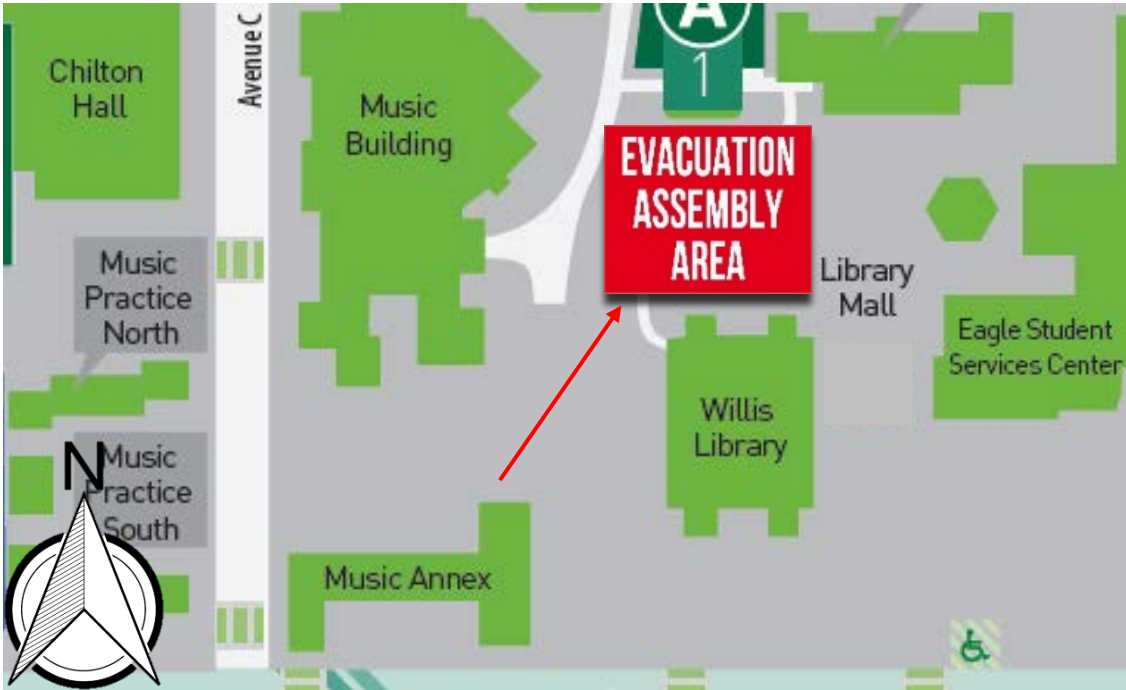 Chilton
Hall
Avenue C
Music
Building
A
1
EVACUATION
ASSEMBLY
AREA
Music
Practice
North
Library
Mall
Eagle Student
Services Center
Willis
Library
N
Music
Practice
South
Music Annex